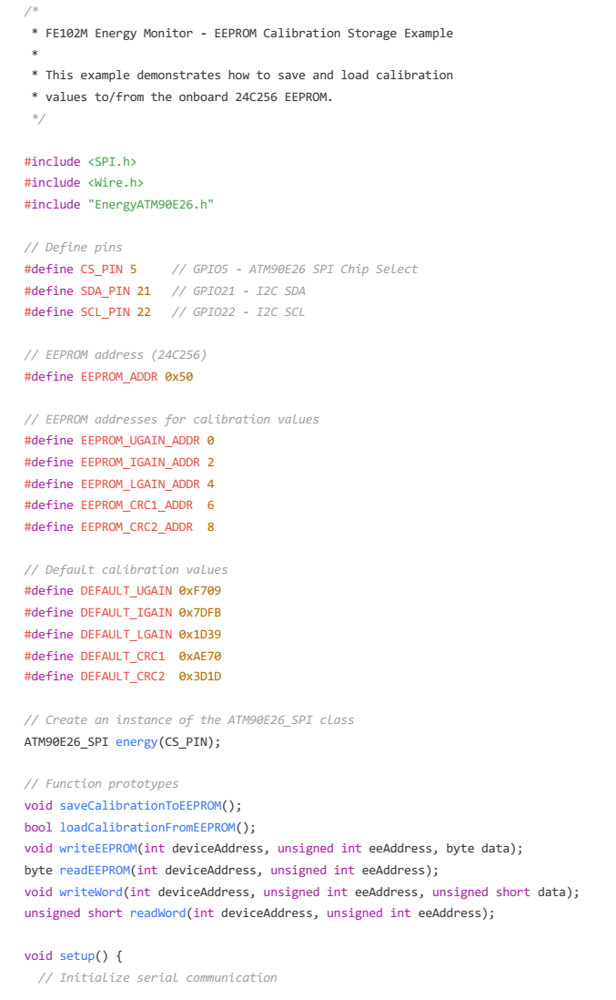 /*
 * FE102M Energy Monitor - EEPROM Calibration Storage Example
 *
 * This example demonstrates how to save and load calibration
 * values to/from the onboard 24C256 EEPROM.
 */

#include <SPI.h>
#include <Wire.h>
#include "EnergyATM90E26.h"

// Define pins
#define CS_PIN 5     // GPIO5 - ATM90E26 SPI Chip Select
#define SDA_PIN 21   // GPIO21 - I2C SDA
#define SCL_PIN 22   // GPIO22 - I2C SCL

// EEPROM address (24C256)
#define EEPROM_ADDR 0x50

// EEPROM addresses for calibration values
#define EEPROM_UGAIN_ADDR 0
#define EEPROM_IGAIN_ADDR 2
#define EEPROM_LGAIN_ADDR 4
#define EEPROM_CRC1_ADDR  6
#define EEPROM_CRC2_ADDR  8

// Default calibration values
#define DEFAULT_UGAIN 0xF709
#define DEFAULT_IGAIN 0x7DFB
#define DEFAULT_LGAIN 0x1D39
#define DEFAULT_CRC1  0xAE70
#define DEFAULT_CRC2  0x3D1D

// Create an instance of the ATM90E26_SPI class
ATM90E26_SPI energy(CS_PIN);

// Function prototypes
void saveCalibrationToEEPROM();
bool loadCalibrationFromEEPROM();
void writeEEPROM(int deviceAddress, unsigned int eeAddress, byte data);
byte readEEPROM(int deviceAddress, unsigned int eeAddress);
void writeWord(int deviceAddress, unsigned int eeAddress, unsigned short data);
unsigned short readWord(int deviceAddress, unsigned int eeAddress);

void setup() {
  // Initialize serial communication